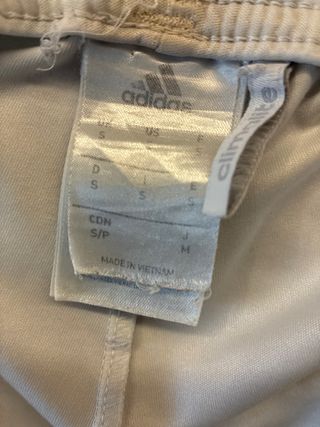 adidas
UK US F
S S S
D I E
S S S
CDN J
S/P M
MADE IN VIETNAM
climalite